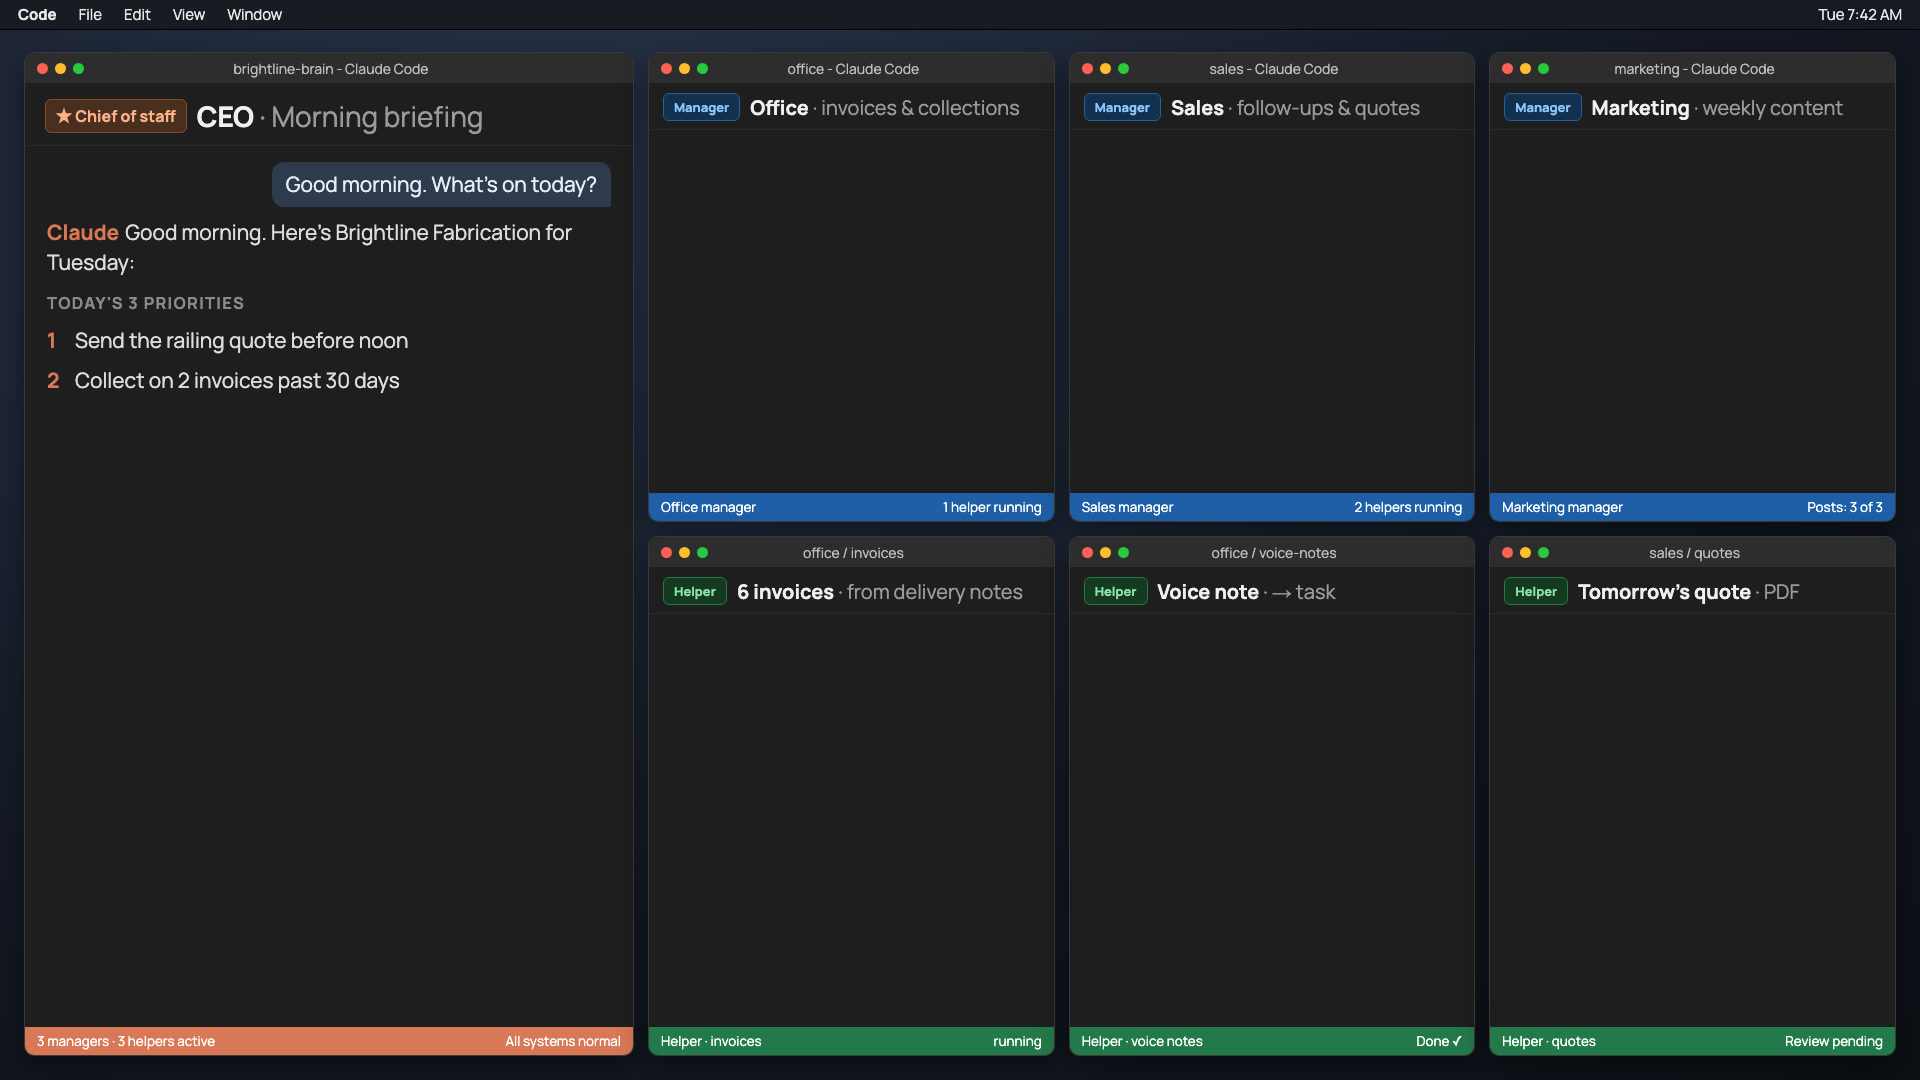 Code File Edit View Window Tue 7:42 AM
brightline-brain - Claude Code
★ Chief of staff CEO · Morning briefing
Good morning. What's on today?
Claude Good morning. Here's Brightline Fabrication for
Tuesday:
TODAY'S 3 PRIORITIES
1 Send the railing quote before noon
2 Collect on 2 invoices past 30 days
3 managers · 3 helpers active All systems normal
office - Claude Code
Manager Office · invoices & collections
Office manager 1 helper running
sales - Claude Code
Manager Sales · follow-ups & quotes
Sales manager 2 helpers running
marketing - Claude Code
Manager Marketing · weekly content
Marketing manager Posts: 3 of 3
office / invoices
Helper 6 invoices · from delivery notes
Helper · invoices running
office / voice-notes
Helper Voice note · → task
Helper · voice notes Done ✓
sales / quotes
Helper Tomorrow's quote · PDF
Helper · quotes Review pending